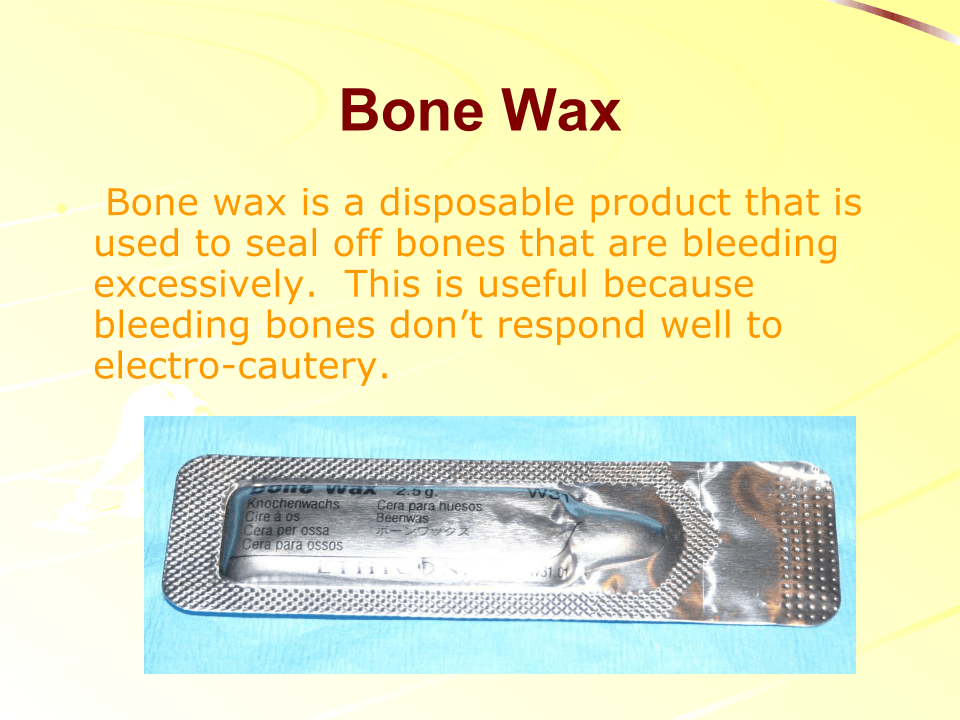 Bone Wax
• Bone wax is a disposable product that is
used to seal off bones that are bleeding
excessively.  This is useful because
bleeding bones don’t respond well to
electro-cautery.
Bone Wax 2.5 g. W31
Knochenwachs Cera para huesos
Cire à os Beenwas
Cera per ossa ボーンワックス
Cera para ossos
ETHICON